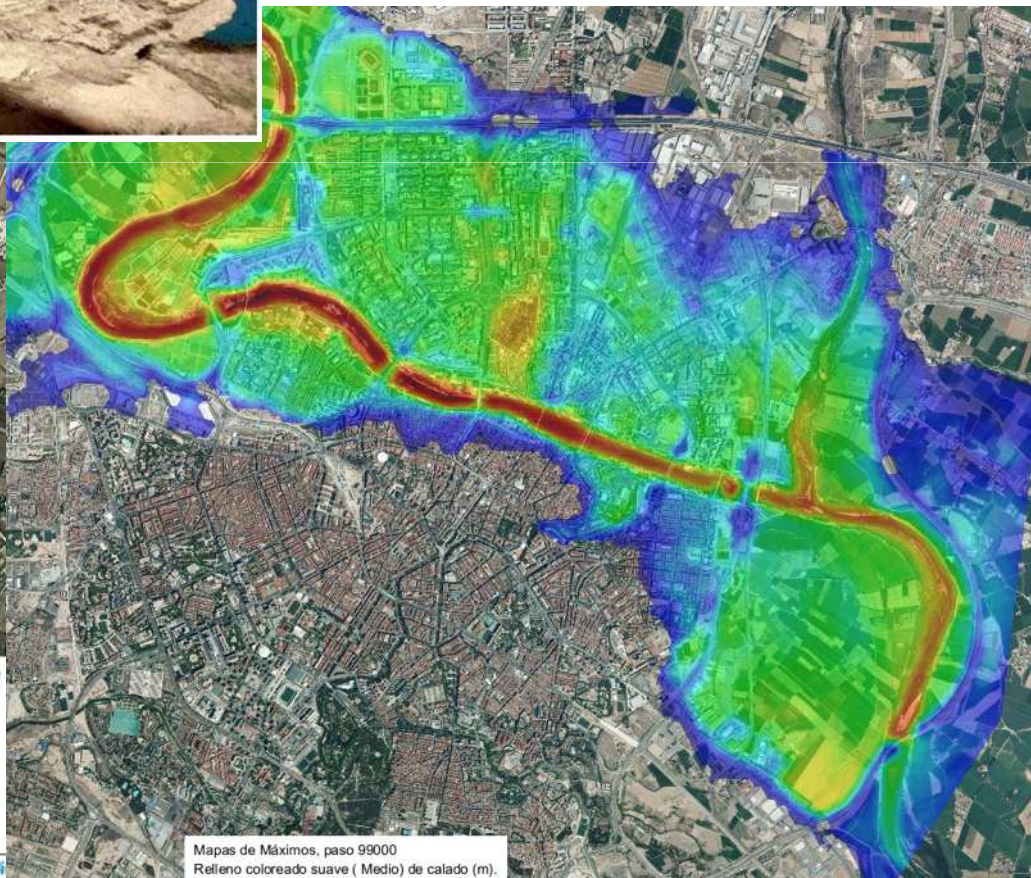 Mapas de Máximos, paso 99000
Relleno coloreado suave ( Medio) de calado (m).